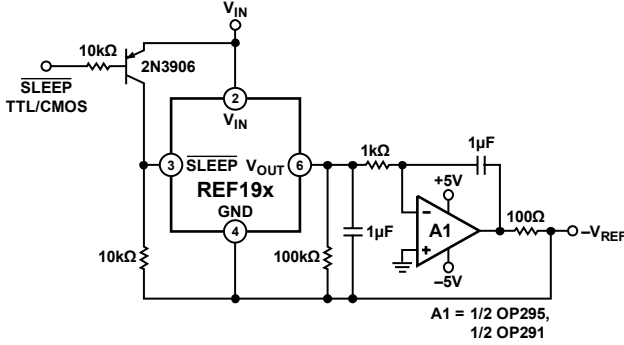 V_IN
10kΩ
2N3906
SLEEP
TTL/CMOS
2
V_IN
3
SLEEP
V_OUT
6
REF19x
GND
4
10kΩ
100kΩ
1µF
1kΩ
1µF
+5V
−
A1
+
−5V
100Ω
−V_REF
A1 = 1/2 OP295,
1/2 OP291